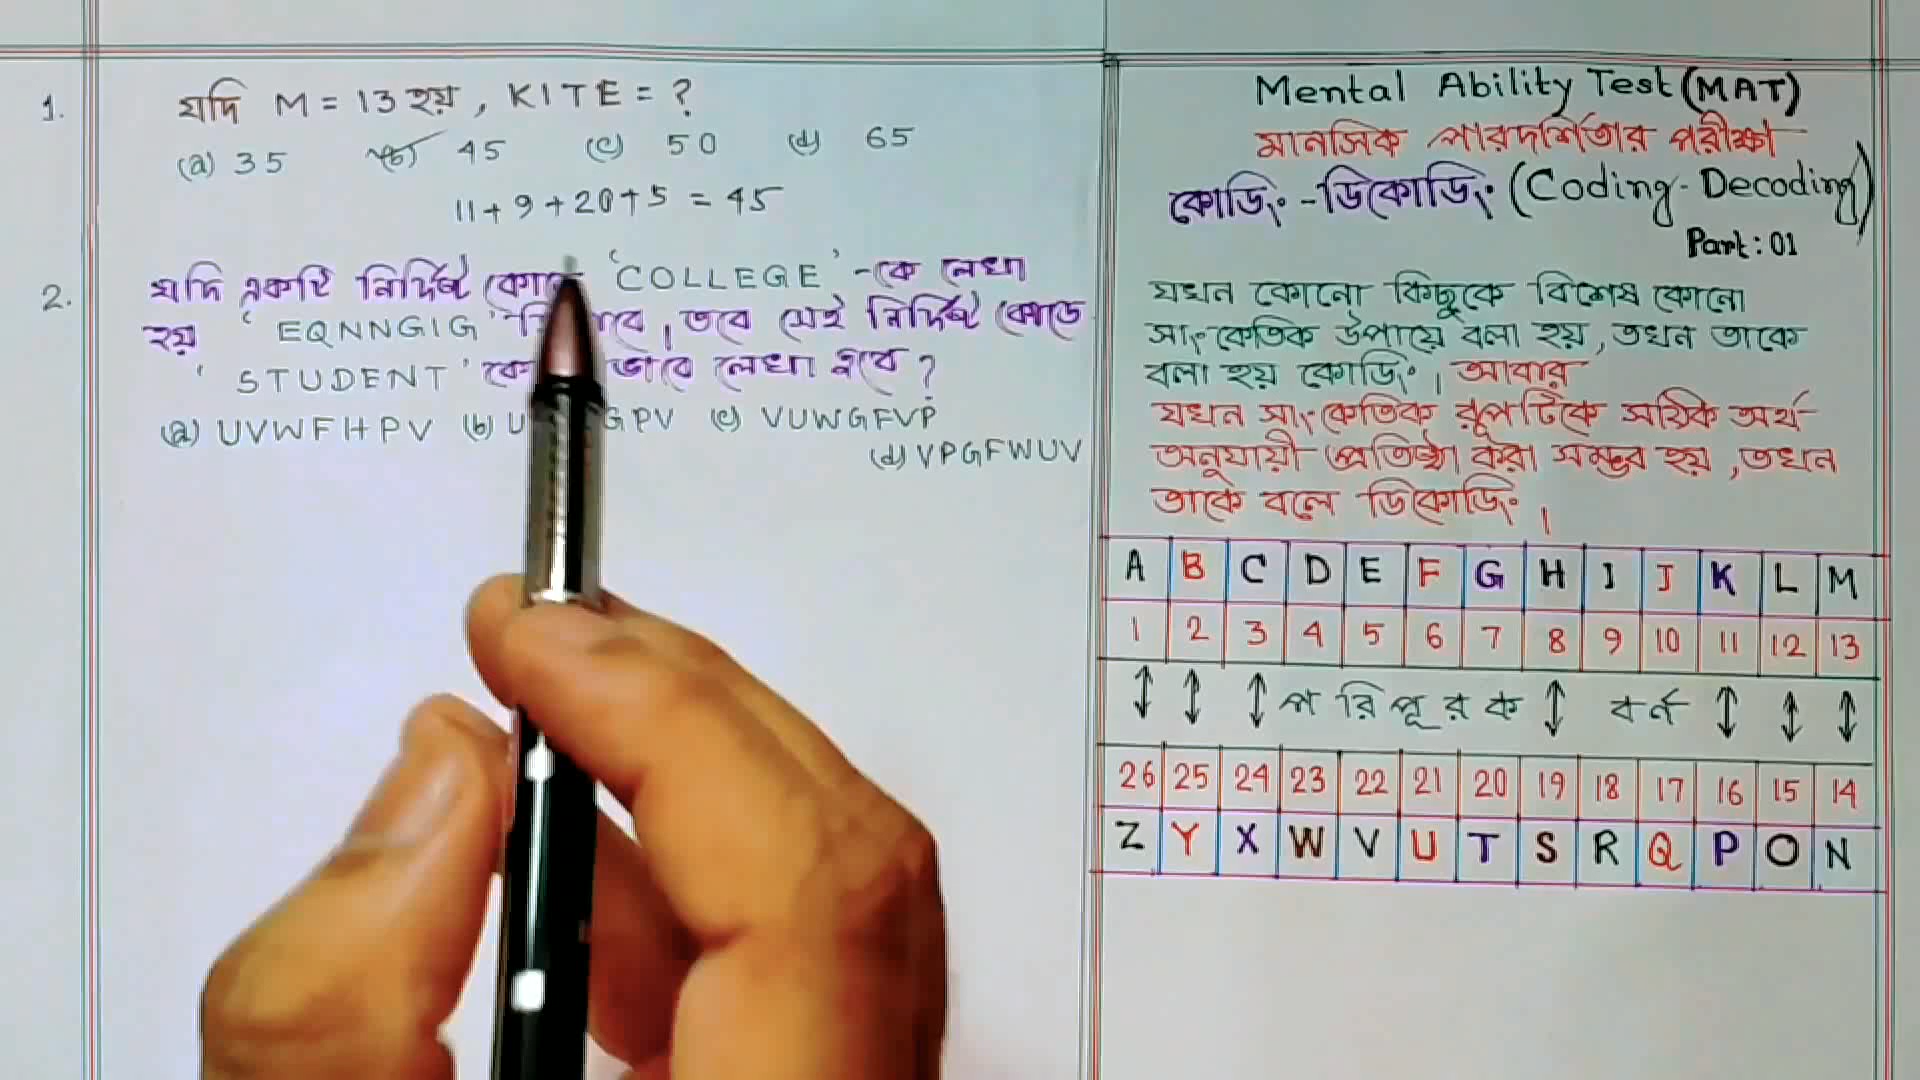 1. যদি M = 13 হয়, KITE = ?
(a) 35 (b) 45 (c) 50 (d) 65
11+9+20+5 = 45
2. যদি একটি নির্দিষ্ট 'COLLEGE' -কে লেখা
হয় 'EQNNGIG' । তবে সেই নির্দিষ্ট কোডে
'STUDENT' ভাবে লেখা হবে ?
(a) UVWFHPV (b) (c) VUWGFVP
(d) VPGFWUV
Mental Ability Test (MAT)
মানসিক পারদর্শিতার পরীক্ষা
কোডিং -ডিকোডিং (Coding-Decoding)
Part: 01
যখন কোনো কিছুকে বিশেষ কোনো
সাংকেতিক উপায়ে বলা হয়, তখন তাকে
বলা হয় কোডিং । আবার
যখন সাংকেতিক রূপটিকে সঠিক অর্থ
অনুযায়ী প্রতিষ্ঠা করা সম্ভব হয়, তখন
তাকে বলে ডিকোডিং ।
A B C D E F G H I J K L M
1 2 3 4 5 6 7 8 9 10 11 12 13
পরিপূরক বর্ন
26 25 24 23 22 21 20 19 18 17 16 15 14
Z Y X W V U T S R Q P O N